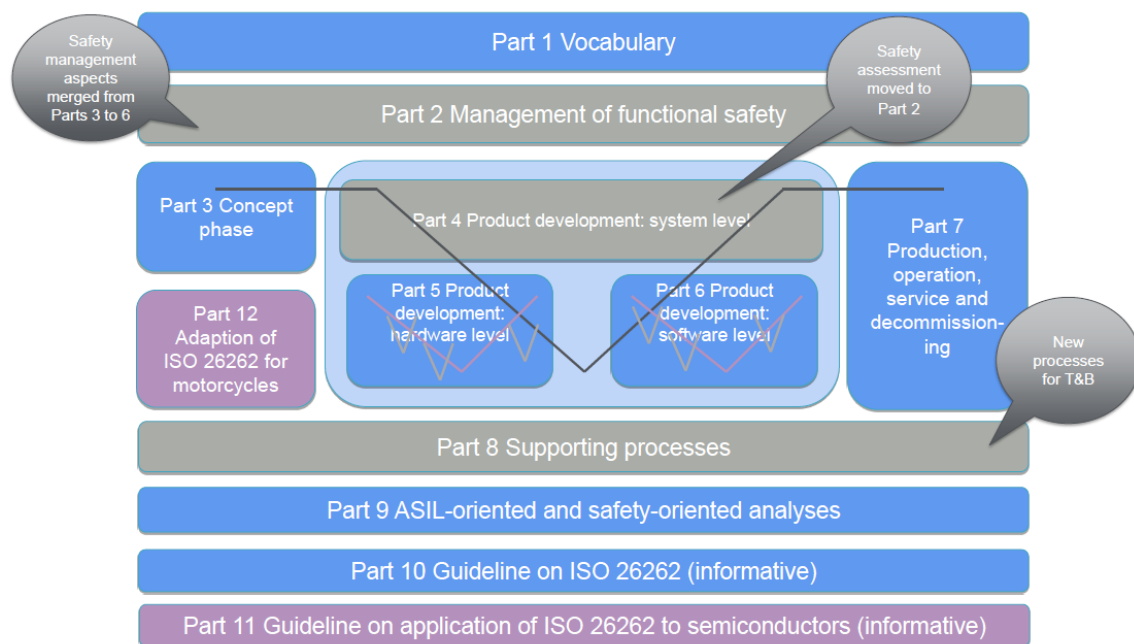 Part 1 Vocabulary
Safety
management
aspects
merged from
Parts 3 to 6
Safety
assessment
moved to
Part 2
Part 2 Management of functional safety
Part 3 Concept
phase
Part 4 Product development: system level
Part 7
Production,
operation,
service and
decommission-
ing
Part 5 Product
development:
hardware level
Part 6 Product
development:
software level
Part 12
Adaption of
ISO 26262 for
motorcycles
New
processes
for T&B
Part 8 Supporting processes
Part 9 ASIL-oriented and safety-oriented analyses
Part 10 Guideline on ISO 26262 (informative)
Part 11 Guideline on application of ISO 26262 to semiconductors (informative)